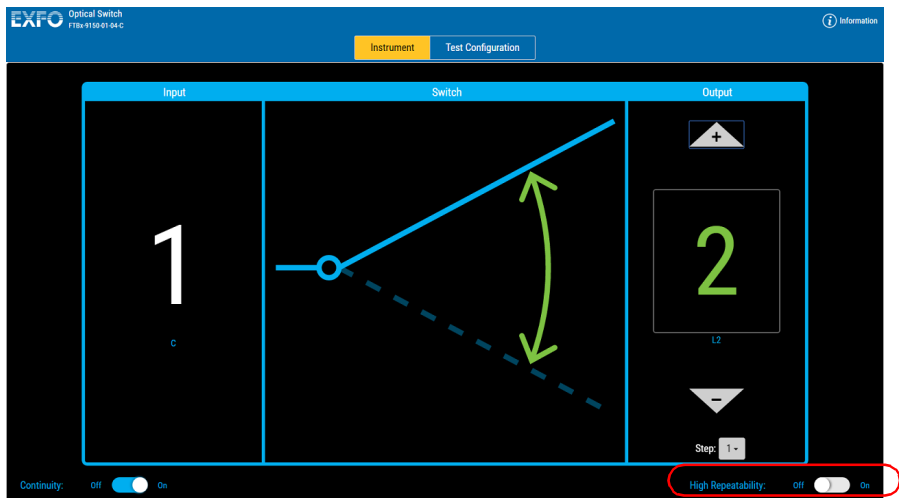 EXFO Optical Switch
FTBx-9150-01-04-C
Information
Instrument Test Configuration
Input Switch Output
+
1 2
C L2
−
Step: 1
Continuity: Off On High Repeatability: Off On